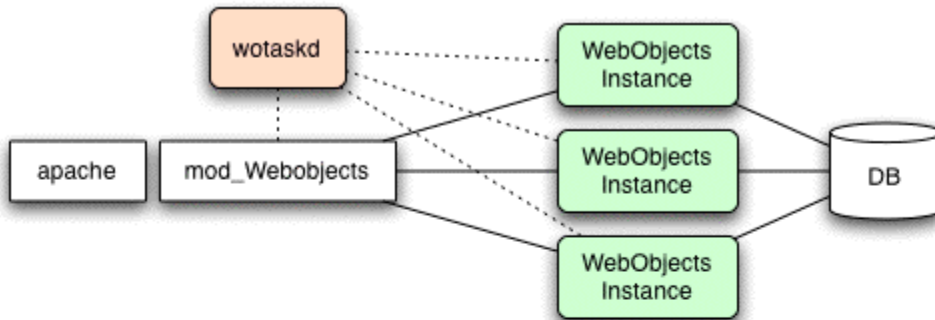 wotaskd
WebObjects
Instance
apache
mod_Webobjects
WebObjects
Instance
DB
WebObjects
Instance